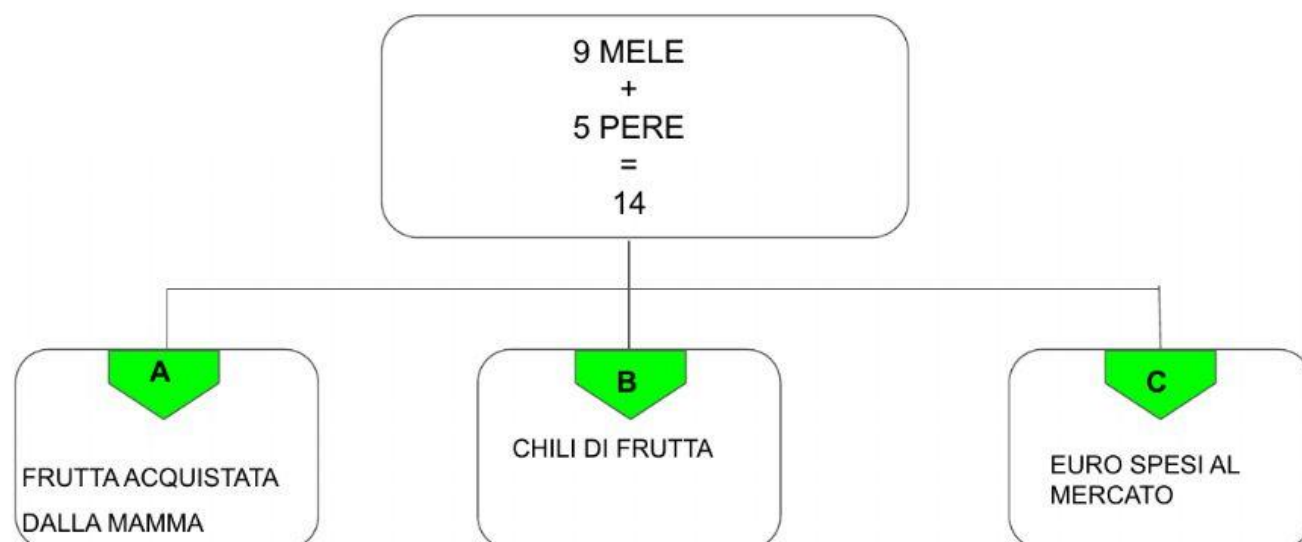 9 MELE
+
5 PERE
=
14
A
FRUTTA ACQUISTATA
DALLA MAMMA
B
CHILI DI FRUTTA
C
EURO SPESI AL
MERCATO